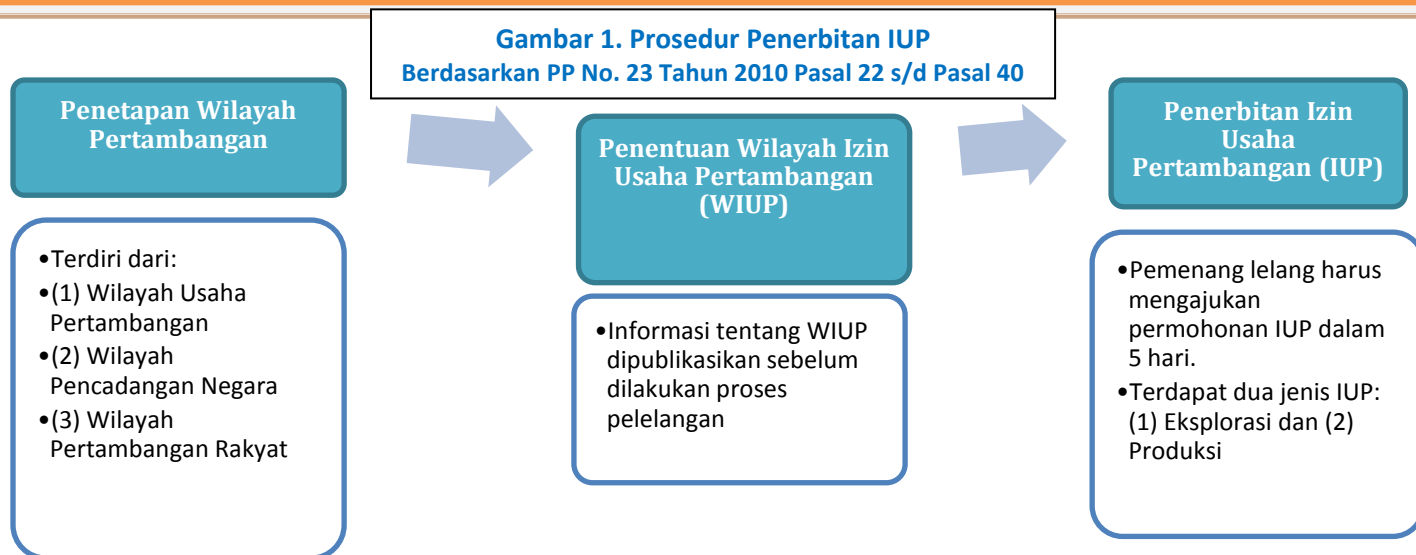 Gambar 1. Prosedur Penerbitan IUP
Berdasarkan PP No. 23 Tahun 2010 Pasal 22 s/d Pasal 40
Penetapan Wilayah
Pertambangan
•Terdiri dari:
•(1) Wilayah Usaha
Pertambangan
•(2) Wilayah
Pencadangan Negara
•(3) Wilayah
Pertambangan Rakyat
Penentuan Wilayah Izin
Usaha Pertambangan
(WIUP)
•Informasi tentang WIUP
dipublikasikan sebelum
dilakukan proses
pelelangan
Penerbitan Izin
Usaha
Pertambangan (IUP)
•Pemenang lelang harus
mengajukan
permohonan IUP dalam
5 hari.
•Terdapat dua jenis IUP:
(1) Eksplorasi dan (2)
Produksi